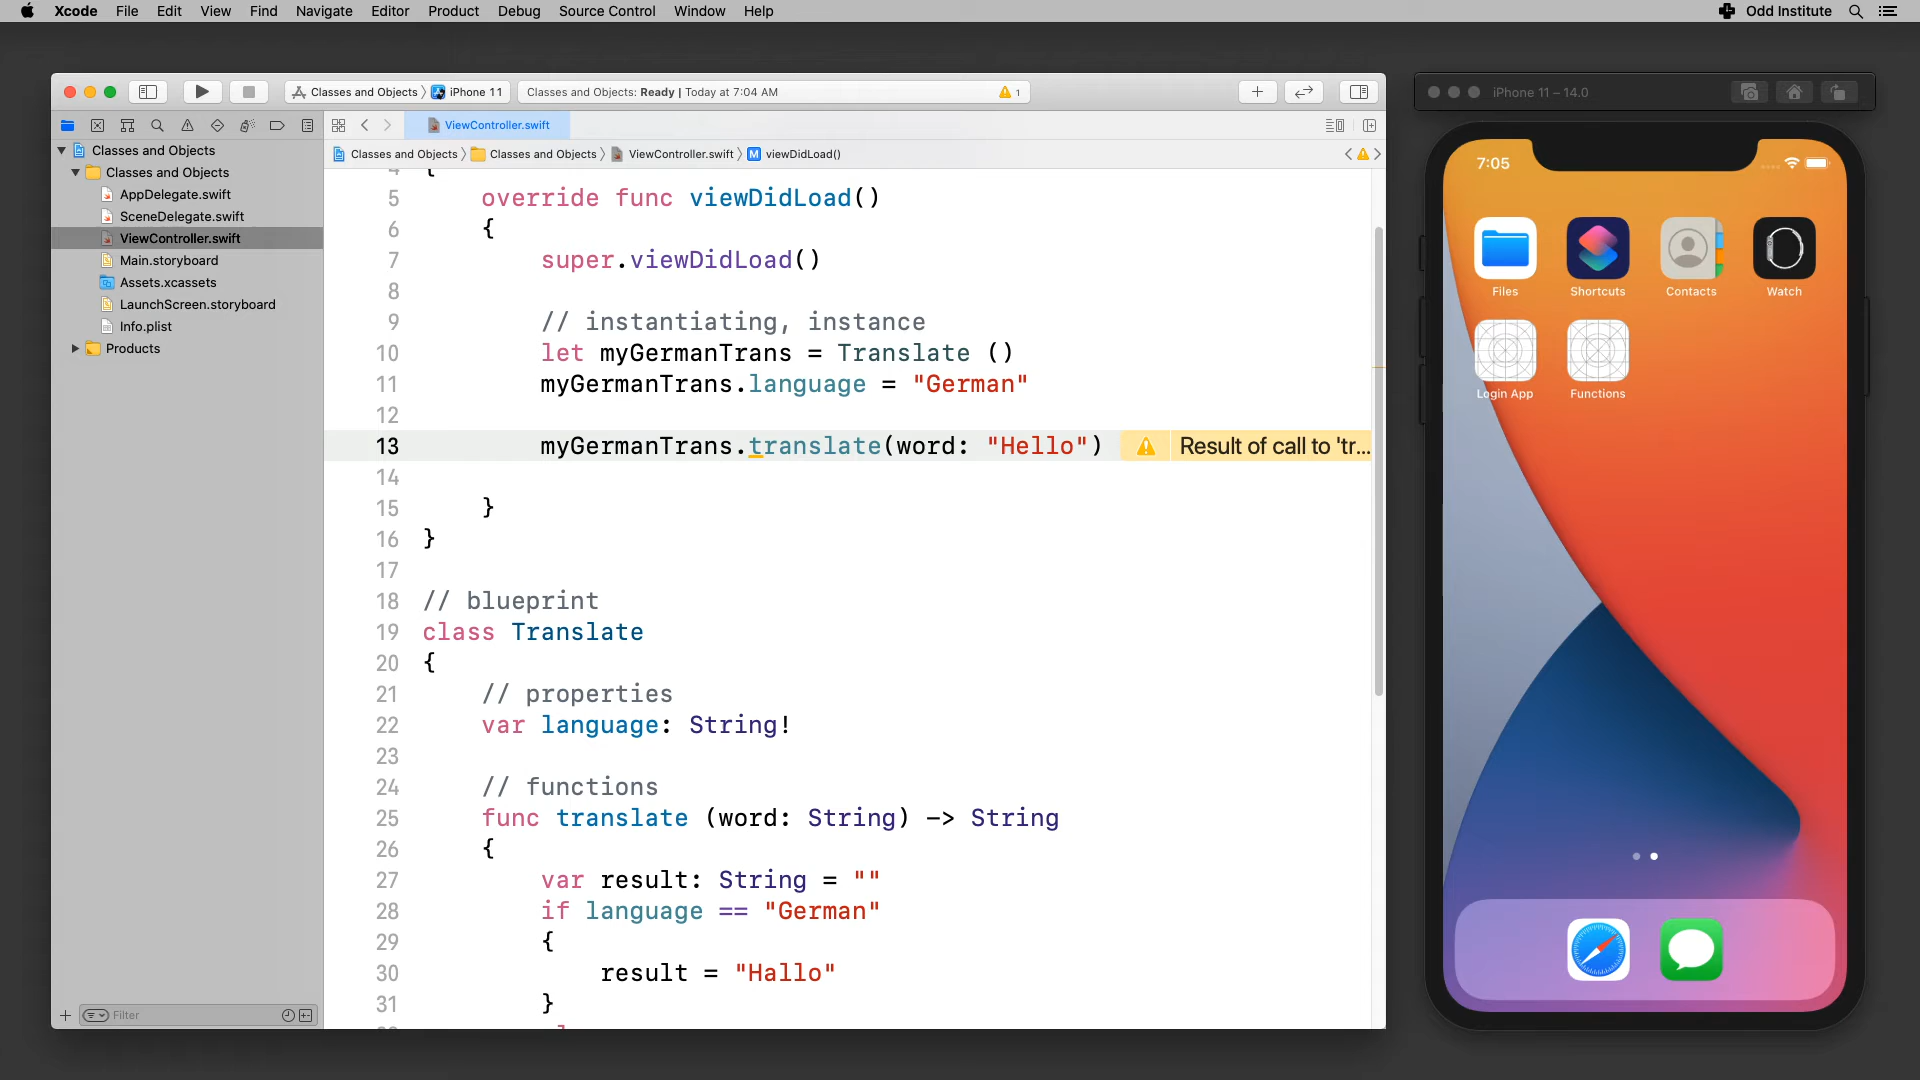 Xcode File Edit View Find Navigate Editor Product Debug Source Control Window Help Odd Institute
Classes and Objects iPhone 11 Classes and Objects: Ready | Today at 7:04 AM 1
iPhone 11 – 14.0
ViewController.swift
Classes and Objects Classes and Objects ViewController.swift M viewDidLoad()
Classes and Objects
Classes and Objects
AppDelegate.swift
SceneDelegate.swift
ViewController.swift
Main.storyboard
Assets.xcassets
LaunchScreen.storyboard
Info.plist
Products
Filter
4 {
5 override func viewDidLoad()
6 {
7 super.viewDidLoad()
8
9 // instantiating, instance
10 let myGermanTrans = Translate ()
11 myGermanTrans.language = "German"
12
13 myGermanTrans.translate(word: "Hello") Result of call to 'tr...
14
15 }
16 }
17
18 // blueprint
19 class Translate
20 {
21 // properties
22 var language: String!
23
24 // functions
25 func translate (word: String) -> String
26 {
27 var result: String = ""
28 if language == "German"
29 {
30 result = "Hallo"
31 }
7:05
Files Shortcuts Contacts Watch
Login App Functions